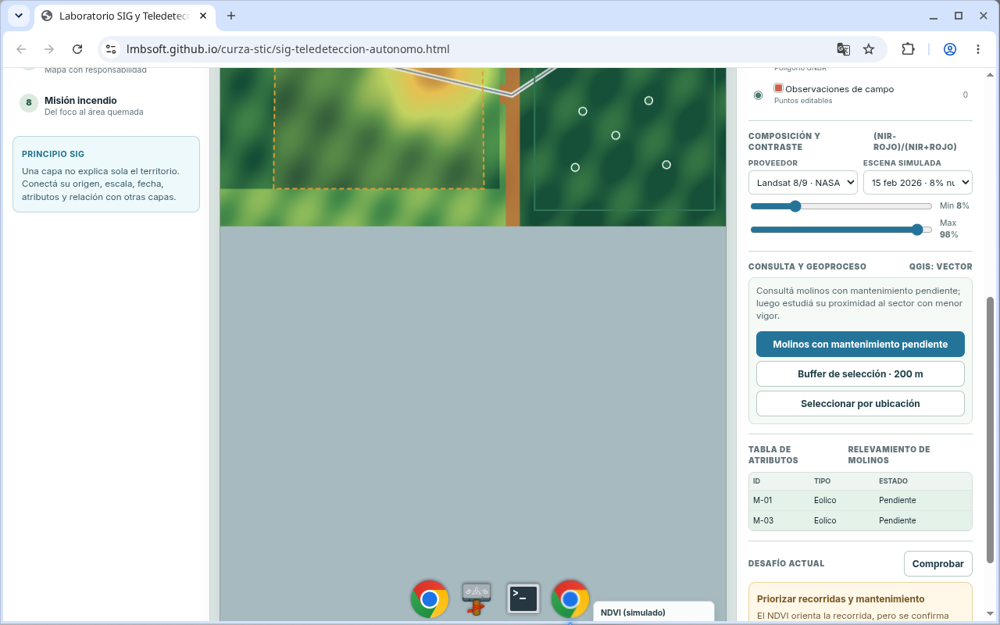 Laboratorio SIG y Teledetec
lmbsoft.github.io/curza-stic/sig-teledeteccion-autonomo.html
Mapa con responsabilidad
8
Misión incendio
Del foco al área quemada
PRINCIPIO SIG
Una capa no explica sola el territorio.
Conectá su origen, escala, fecha,
atributos y relación con otras capas.
Observaciones de campo
Puntos editables
0
COMPOSICIÓN Y
CONTRASTE
(NIR-
ROJO)/(NIR+ROJO)
PROVEEDOR
ESCENA SIMULADA
Landsat 8/9 · NASA
15 feb 2026 · 8% nu
Min 8%
Max
98%
CONSULTA Y GEOPROCESO
QGIS: VECTOR
Consultá molinos con mantenimiento pendiente;
luego estudiá su proximidad al sector con menor
vigor.
Molinos con mantenimiento pendiente
Buffer de selección · 200 m
Seleccionar por ubicación
TABLA DE
ATRIBUTOS
RELEVAMIENTO DE
MOLINOS
ID TIPO ESTADO
M-01 Eolico Pendiente
M-03 Eolico Pendiente
DESAFÍO ACTUAL
Comprobar
Priorizar recorridas y mantenimiento
El NDVI orienta la recorrida, pero se confirma
NDVI (simulado)